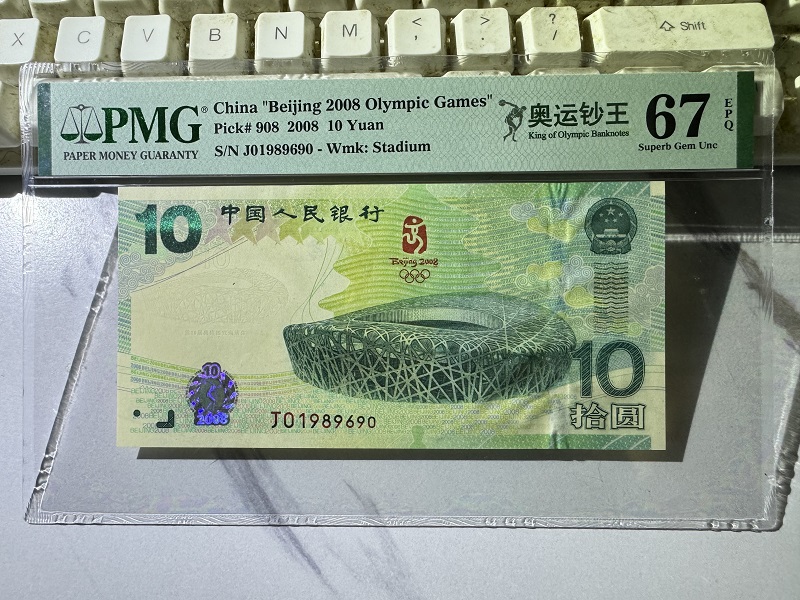 X C V B N M < , > . ? / ⇧ Shift
PMG®
PAPER MONEY GUARANTY
China "Beijing 2008 Olympic Games"
Pick# 908 2008 10 Yuan
S/N J01989690 - Wmk: Stadium
奥运钞王
King of Olympic Banknotes
67
EPQ
Superb Gem Unc
10
中国人民银行
Beijing 2008
10
2008
J01989690
10
拾圆